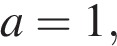 a = 1,